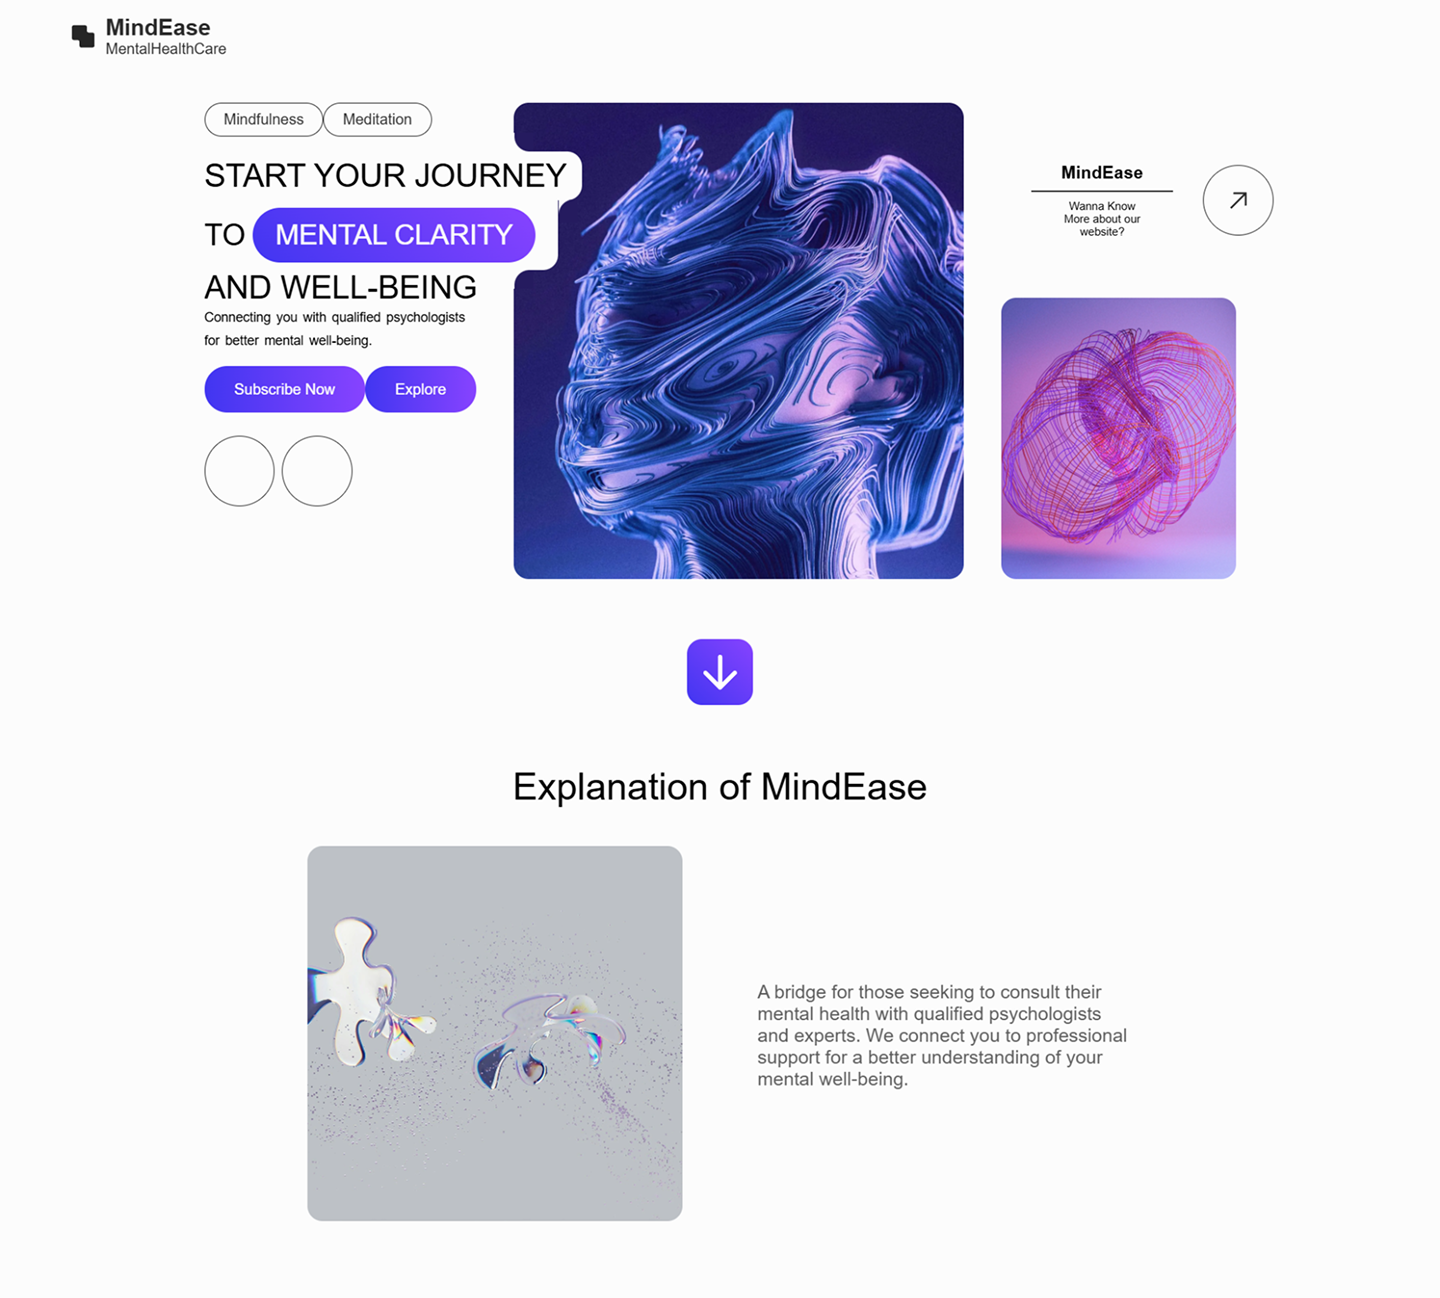 MindEase
MentalHealthCare
Mindfulness
Meditation
START YOUR JOURNEY
TO MENTAL CLARITY
AND WELL-BEING
Connecting you with qualified psychologists
for better mental well-being.
Subscribe Now
Explore
MindEase
Wanna Know
More about our
website?
Explanation of MindEase
A bridge for those seeking to consult their
mental health with qualified psychologists
and experts. We connect you to professional
support for a better understanding of your
mental well-being.